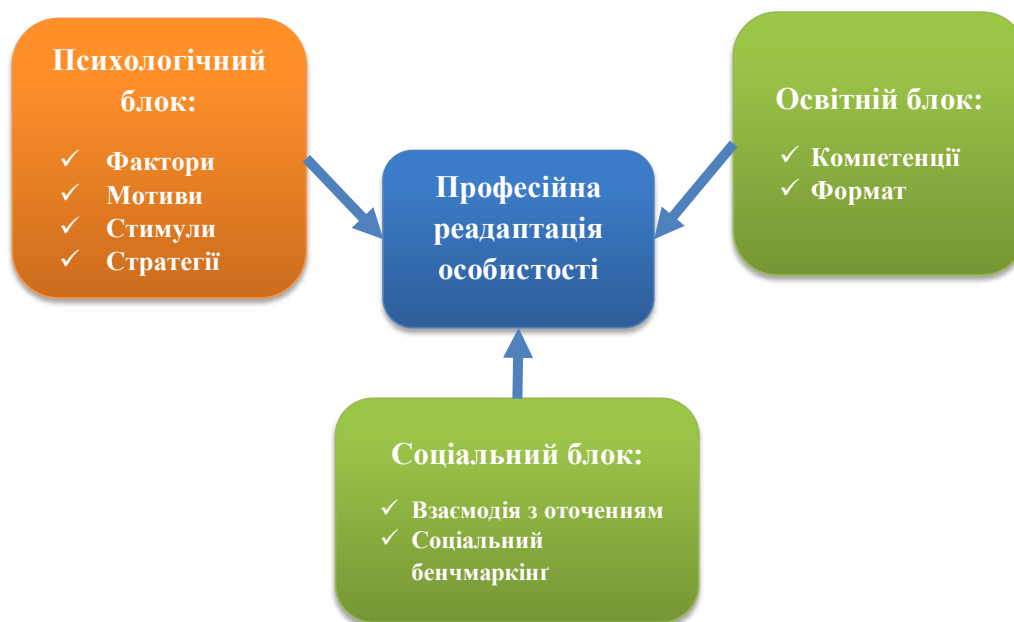 Психологічний
блок:
✓ Фактори
✓ Мотиви
✓ Стимули
✓ Стратегії
Професійна
реадаптація
особистості
Освітній блок:
✓ Компетенції
✓ Формат
Соціальний блок:
✓ Взаємодія з оточенням
✓ Соціальний
бенчмаркінґ